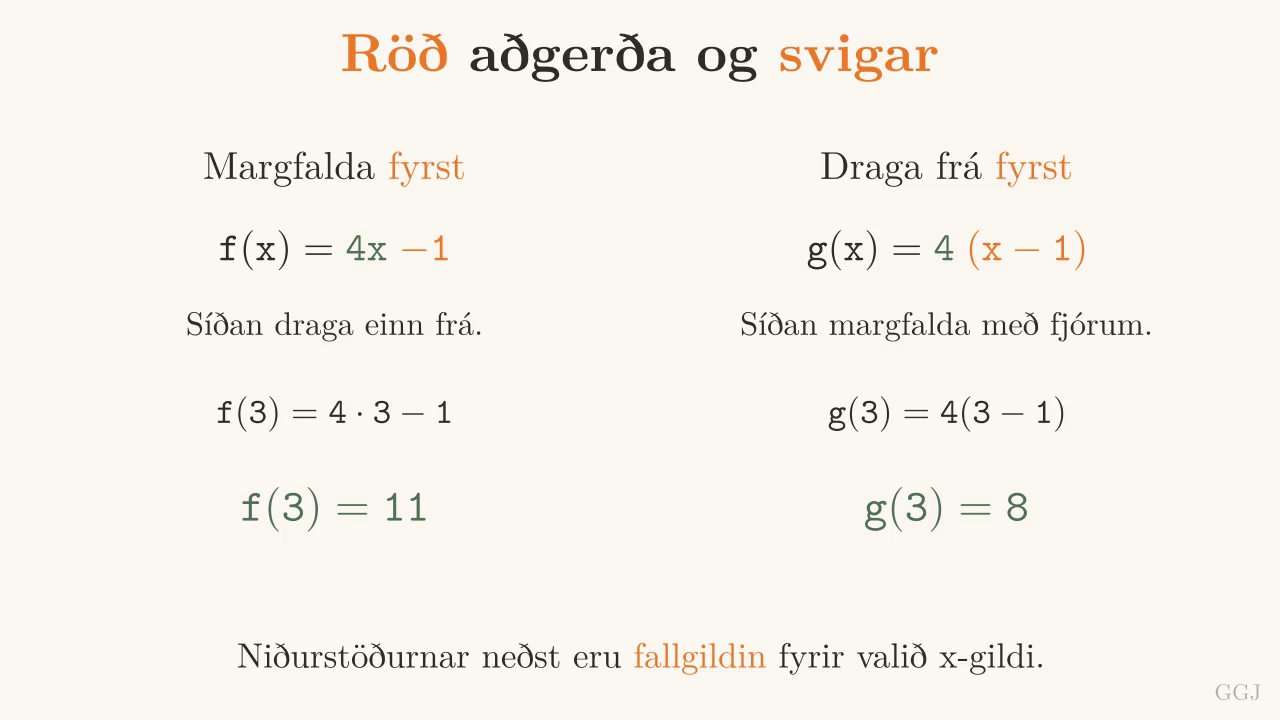 Röð aðgerða og svigar
Margfalda fyrst
f(x) = 4x −1
Síðan draga einn frá.
f(3) = 4 · 3 − 1
f(3) = 11
Draga frá fyrst
g(x) = 4 (x − 1)
Síðan margfalda með fjórum.
g(3) = 4(3 − 1)
g(3) = 8
Niðurstöðurnar neðst eru fallgildin fyrir valið x-gildi.
GGJ